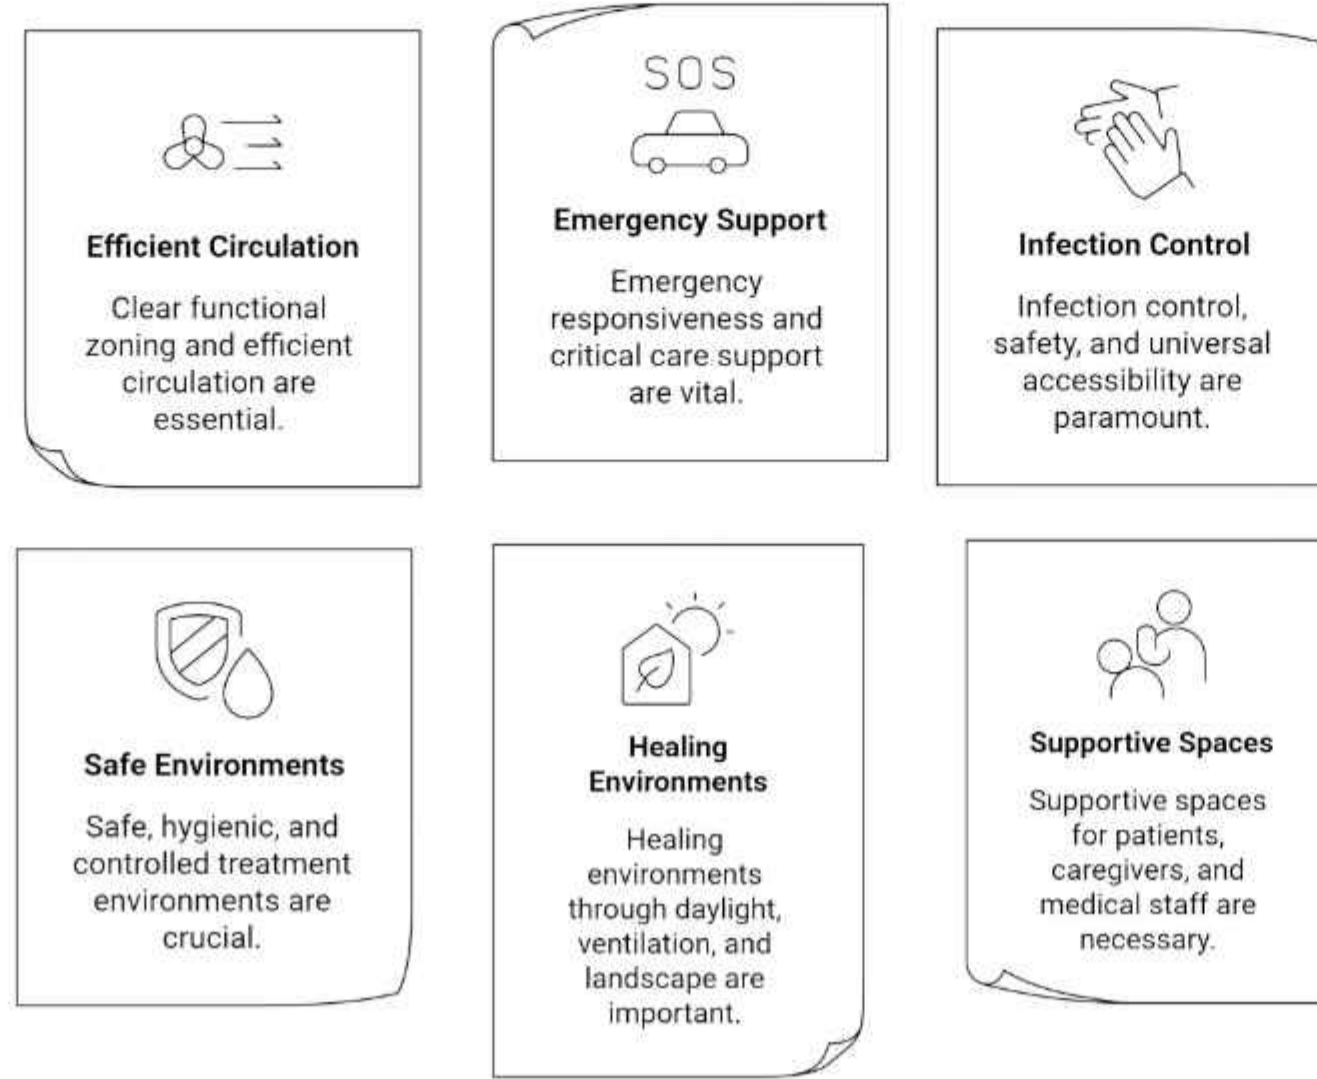 Efficient Circulation
Clear functional
zoning and efficient
circulation are
essential.
SOS
Emergency Support
Emergency
responsiveness and
critical care support
are vital.
Infection Control
Infection control,
safety, and universal
accessibility are
paramount.
Safe Environments
Safe, hygienic, and
controlled treatment
environments are
crucial.
Healing
Environments
Healing
environments
through daylight,
ventilation, and
landscape are
important.
Supportive Spaces
Supportive spaces
for patients,
caregivers, and
medical staff are
necessary.